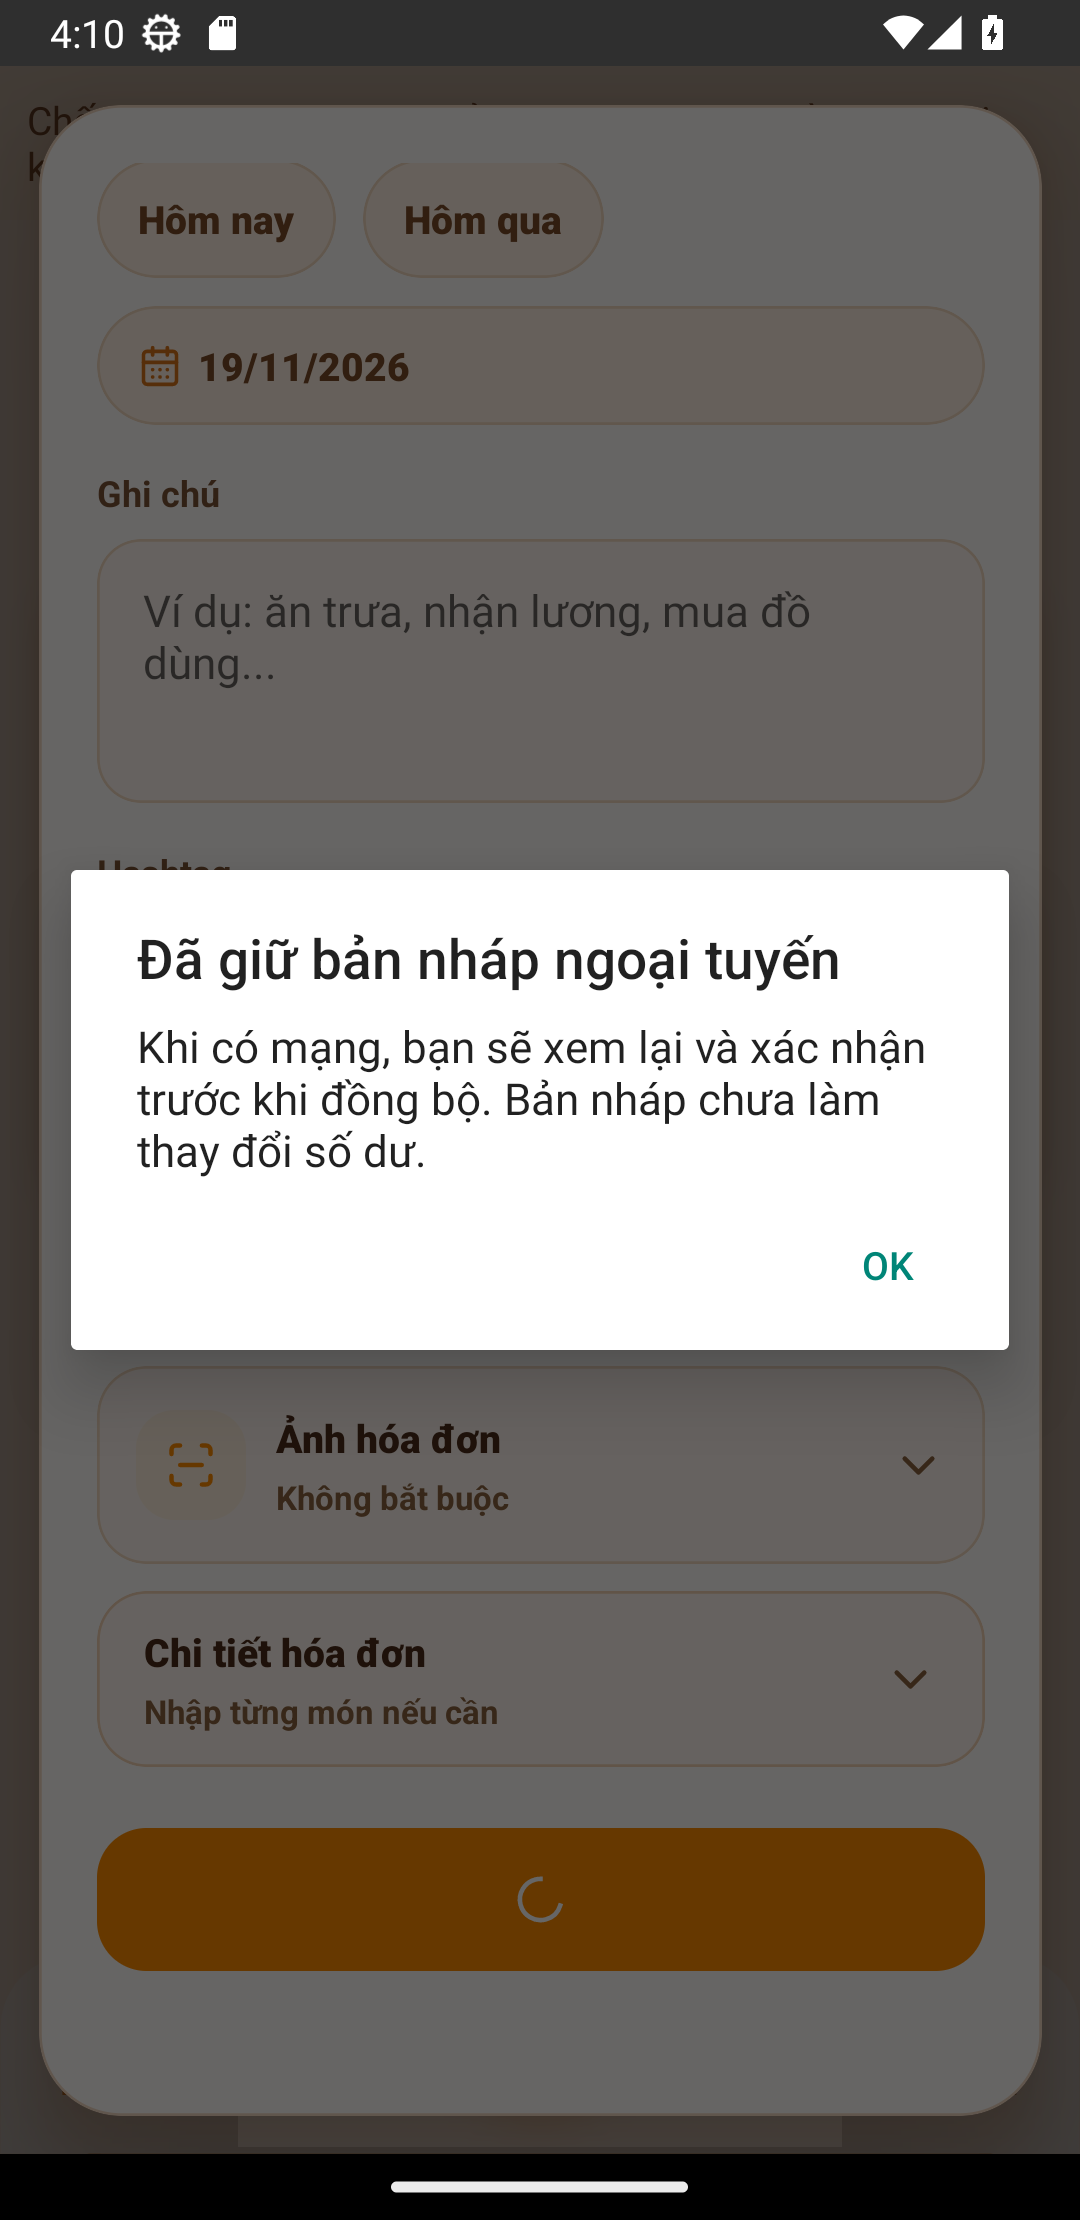 4:10
Hôm nay
Hôm qua
19/11/2026
Ghi chú
Ví dụ: ăn trưa, nhận lương, mua đồ
dùng...
Hashtag
Đã giữ bản nháp ngoại tuyến
Khi có mạng, bạn sẽ xem lại và xác nhận
trước khi đồng bộ. Bản nháp chưa làm
thay đổi số dư.
OK
Ảnh hóa đơn
Không bắt buộc
Chi tiết hóa đơn
Nhập từng món nếu cần